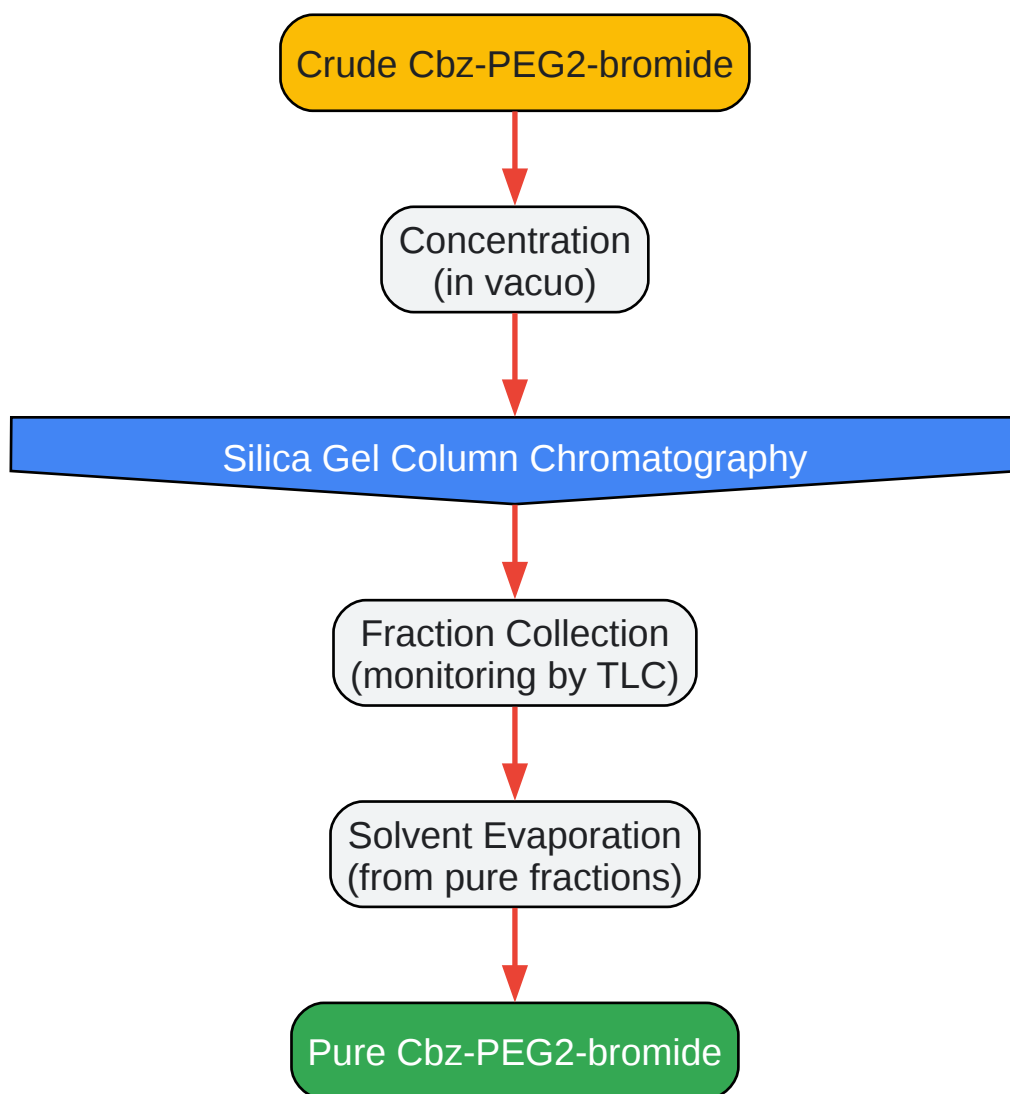 Crude Cbz-PEG2-bromide
Concentration
(in vacuo)
Silica Gel Column Chromatography
Fraction Collection
(monitoring by TLC)
Solvent Evaporation
(from pure fractions)
Pure Cbz-PEG2-bromide